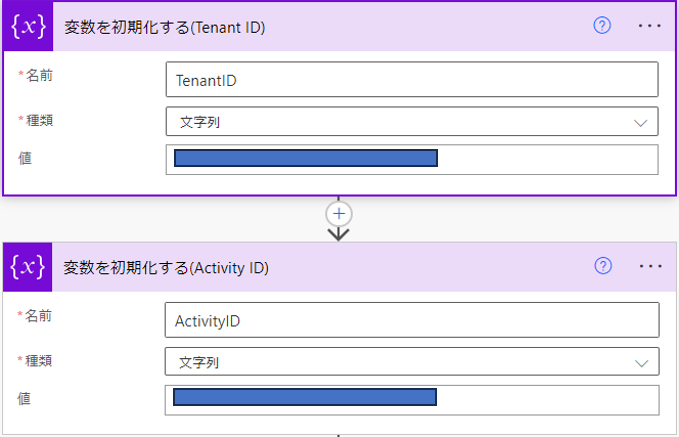 {x} 変数を初期化する(Tenant ID) ? ...
*名前 TenantID
*種類 文字列
値
+
{x} 変数を初期化する(Activity ID) ? ...
*名前 ActivityID
*種類 文字列
値